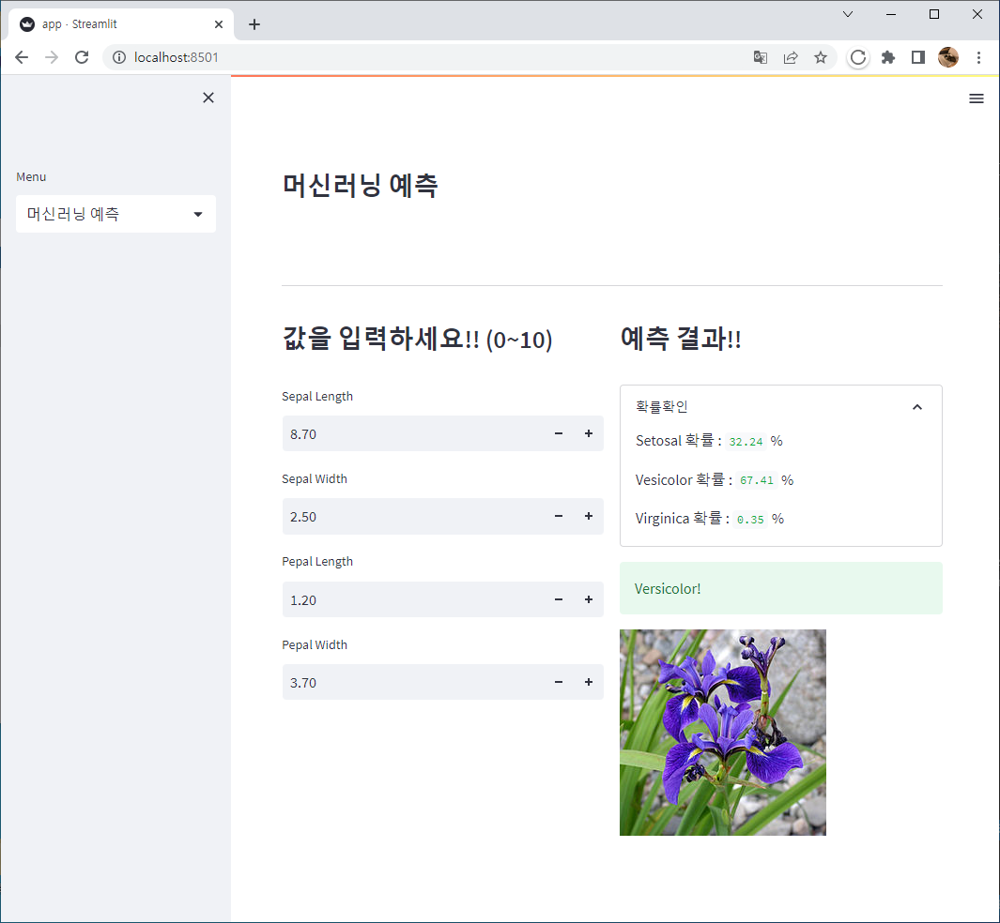 app · Streamlit
localhost:8501
Menu
머신러닝 예측
머신러닝 예측
값을 입력하세요!! (0~10)
Sepal Length
8.70
Sepal Width
2.50
Pepal Length
1.20
Pepal Width
3.70
예측 결과!!
확률확인
Setosal 확률 : 32.24 %
Vesicolor 확률 : 67.41 %
Virginica 확률 : 0.35 %
Versicolor!